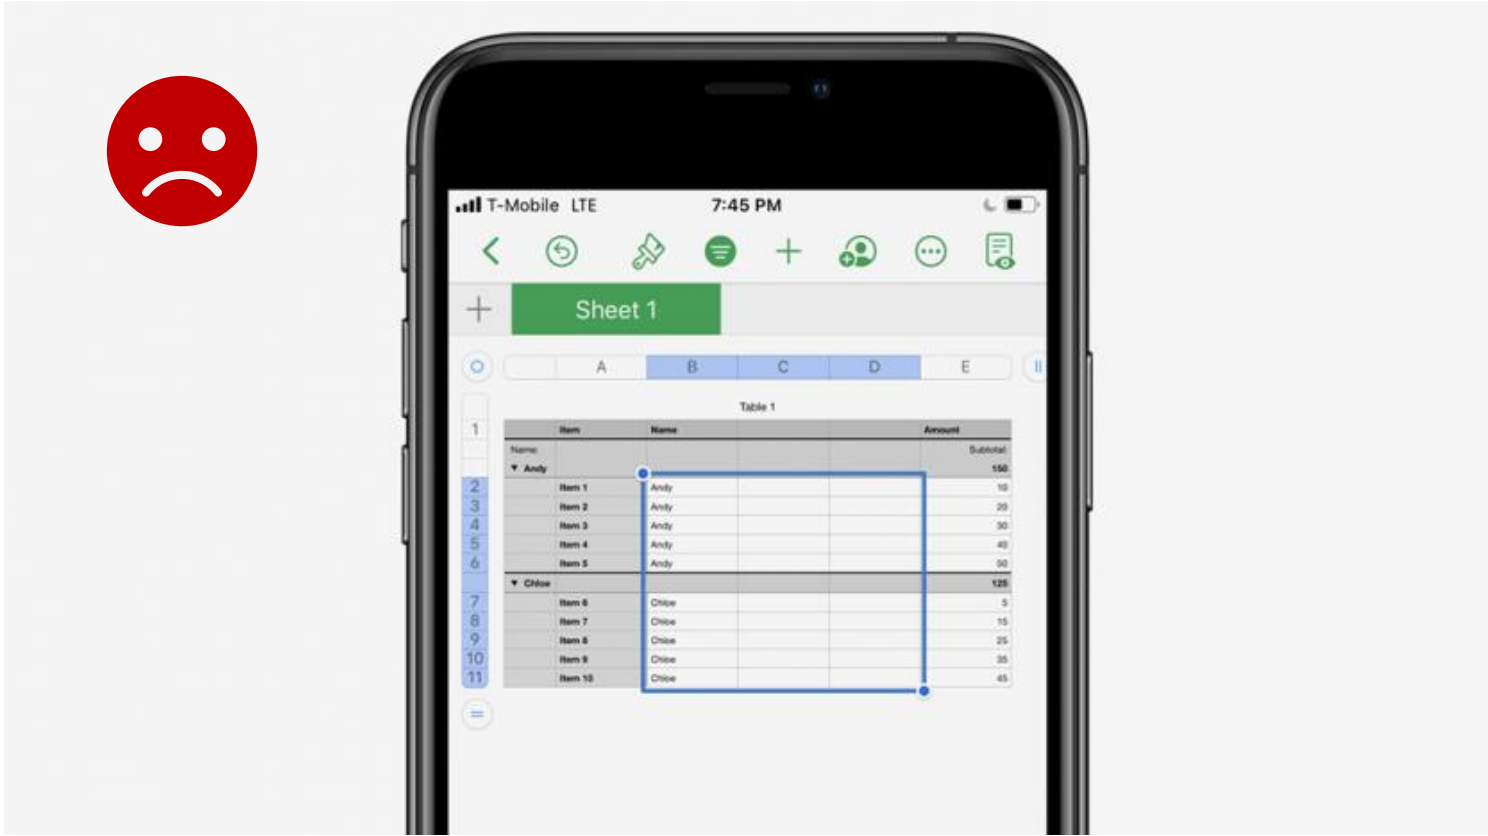 T-Mobile LTE 7:45 PM
Sheet 1
A B C D E
Table 1
1 Item Name Amount
Name: Subtotal:
▼ Andy 150
2 Item 1 Andy 10
3 Item 2 Andy 20
4 Item 3 Andy 30
5 Item 4 Andy 40
6 Item 5 Andy 50
▼ Chloe 125
7 Item 6 Chloe 5
8 Item 7 Chloe 15
9 Item 8 Chloe 25
10 Item 9 Chloe 35
11 Item 10 Chloe 45